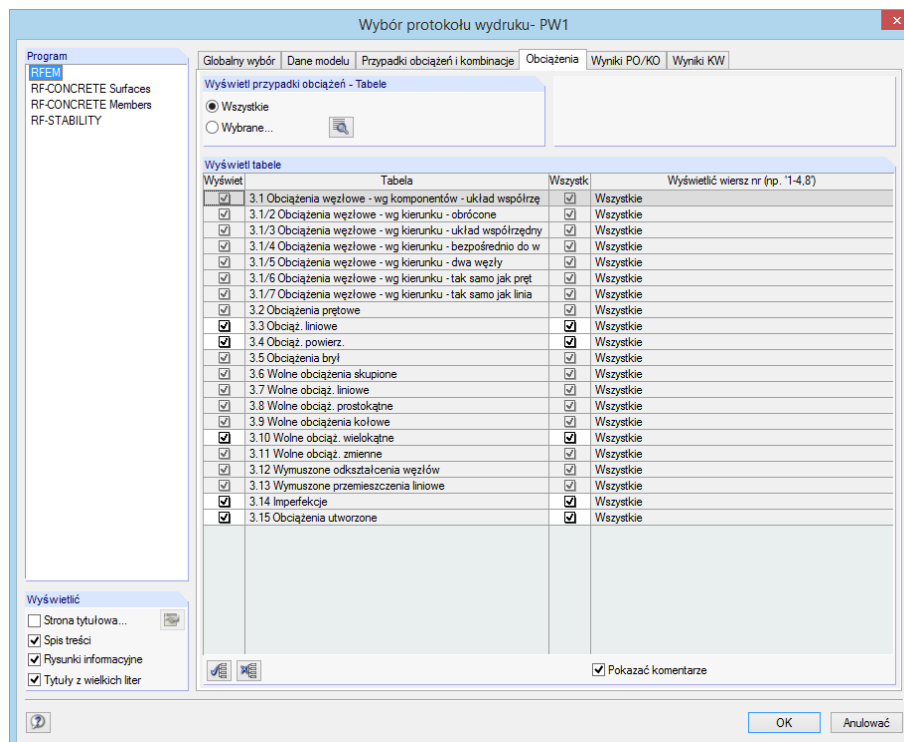 Wybór protokołu wydruku- PW1
Program
RFEM
RF-CONCRETE Surfaces
RF-CONCRETE Members
RF-STABILITY
Globalny wybór Dane modelu Przypadki obciążeń i kombinacje Obciążenia Wyniki PO/KO Wyniki KW
Wyświetl przypadki obciążeń - Tabele
Wszystkie
Wybrane...
Wyświetl tabele
Wyświet Tabela Wszystk Wyświetlić wiersz nr (np. '1-4,8')
3.1 Obciążenia węzłowe - wg komponentów - układ współrzę Wszystkie
3.1/2 Obciążenia węzłowe - wg kierunku - obrócone Wszystkie
3.1/3 Obciążenia węzłowe - wg kierunku - układ współrzędny Wszystkie
3.1/4 Obciążenia węzłowe - wg kierunku - bezpośrednio do w Wszystkie
3.1/5 Obciążenia węzłowe - wg kierunku - dwa węzły Wszystkie
3.1/6 Obciążenia węzłowe - wg kierunku - tak samo jak pręt Wszystkie
3.1/7 Obciążenia węzłowe - wg kierunku - tak samo jak linia Wszystkie
3.2 Obciążenia prętowe Wszystkie
3.3 Obciąż. liniowe Wszystkie
3.4 Obciąż. powierz. Wszystkie
3.5 Obciążenia brył Wszystkie
3.6 Wolne obciążenia skupione Wszystkie
3.7 Wolne obciąż. liniowe Wszystkie
3.8 Wolne obciąż. prostokątne Wszystkie
3.9 Wolne obciążenia kołowe Wszystkie
3.10 Wolne obciąż. wielokątne Wszystkie
3.11 Wolne obciąż. zmienne Wszystkie
3.12 Wymuszone odkształcenia węzłów Wszystkie
3.13 Wymuszone przemieszczenia liniowe Wszystkie
3.14 Imperfekcje Wszystkie
3.15 Obciążenia utworzone Wszystkie
Wyświetlić
Strona tytułowa...
Spis treści
Rysunki informacyjne
Tytuły z wielkich liter
Pokazać komentarze
OK Anulować